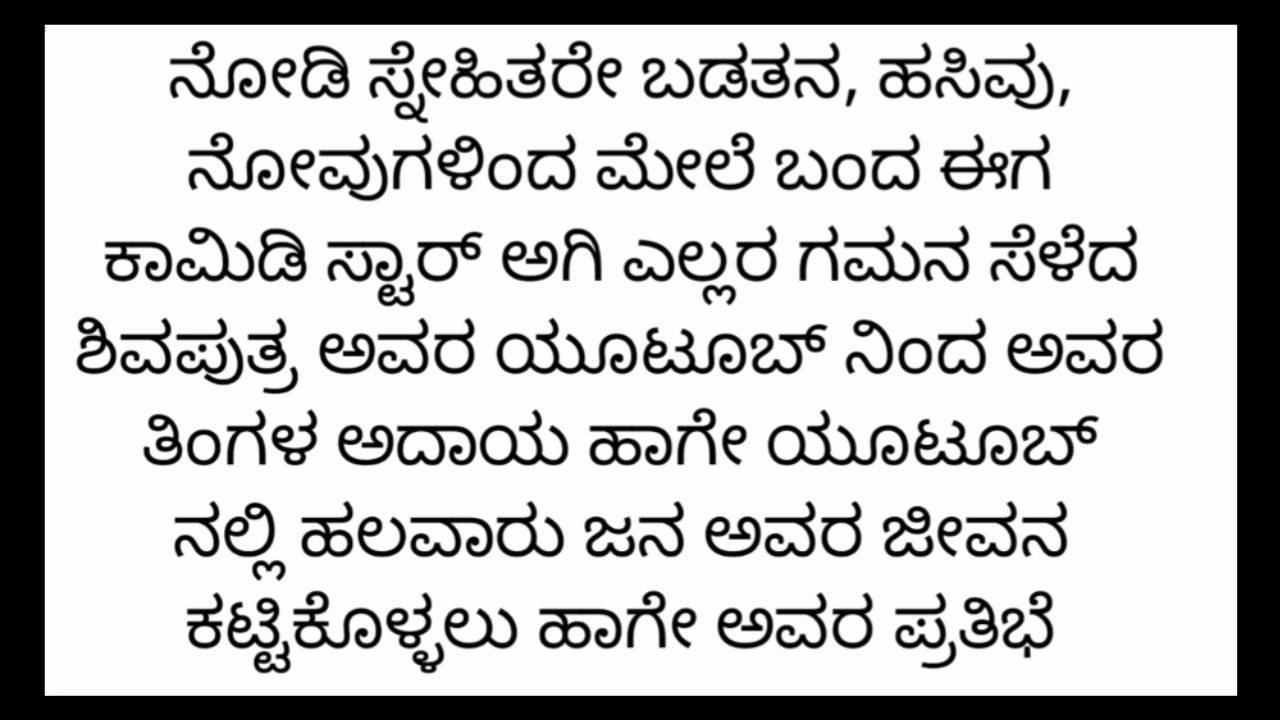 ನೋಡಿ ಸ್ನೇಹಿತರೇ ಬಡತನ, ಹಸಿವು,
ನೋವುಗಳಿಂದ ಮೇಲೆ ಬಂದ ಈಗ
ಕಾಮಿಡಿ ಸ್ಟಾರ್ ಅಗಿ ಎಲ್ಲರ ಗಮನ ಸೆಳೆದ
ಶಿವಪುತ್ರ ಅವರ ಯೂಟೂಬ್ ನಿಂದ ಅವರ
ತಿಂಗಳ ಅದಾಯ ಹಾಗೇ ಯೂಟೂಬ್
ನಲ್ಲಿ ಹಲವಾರು ಜನ ಅವರ ಜೀವನ
ಕಟ್ಟಿಕೊಳ್ಳಲು ಹಾಗೇ ಅವರ ಪ್ರತಿಭೆ